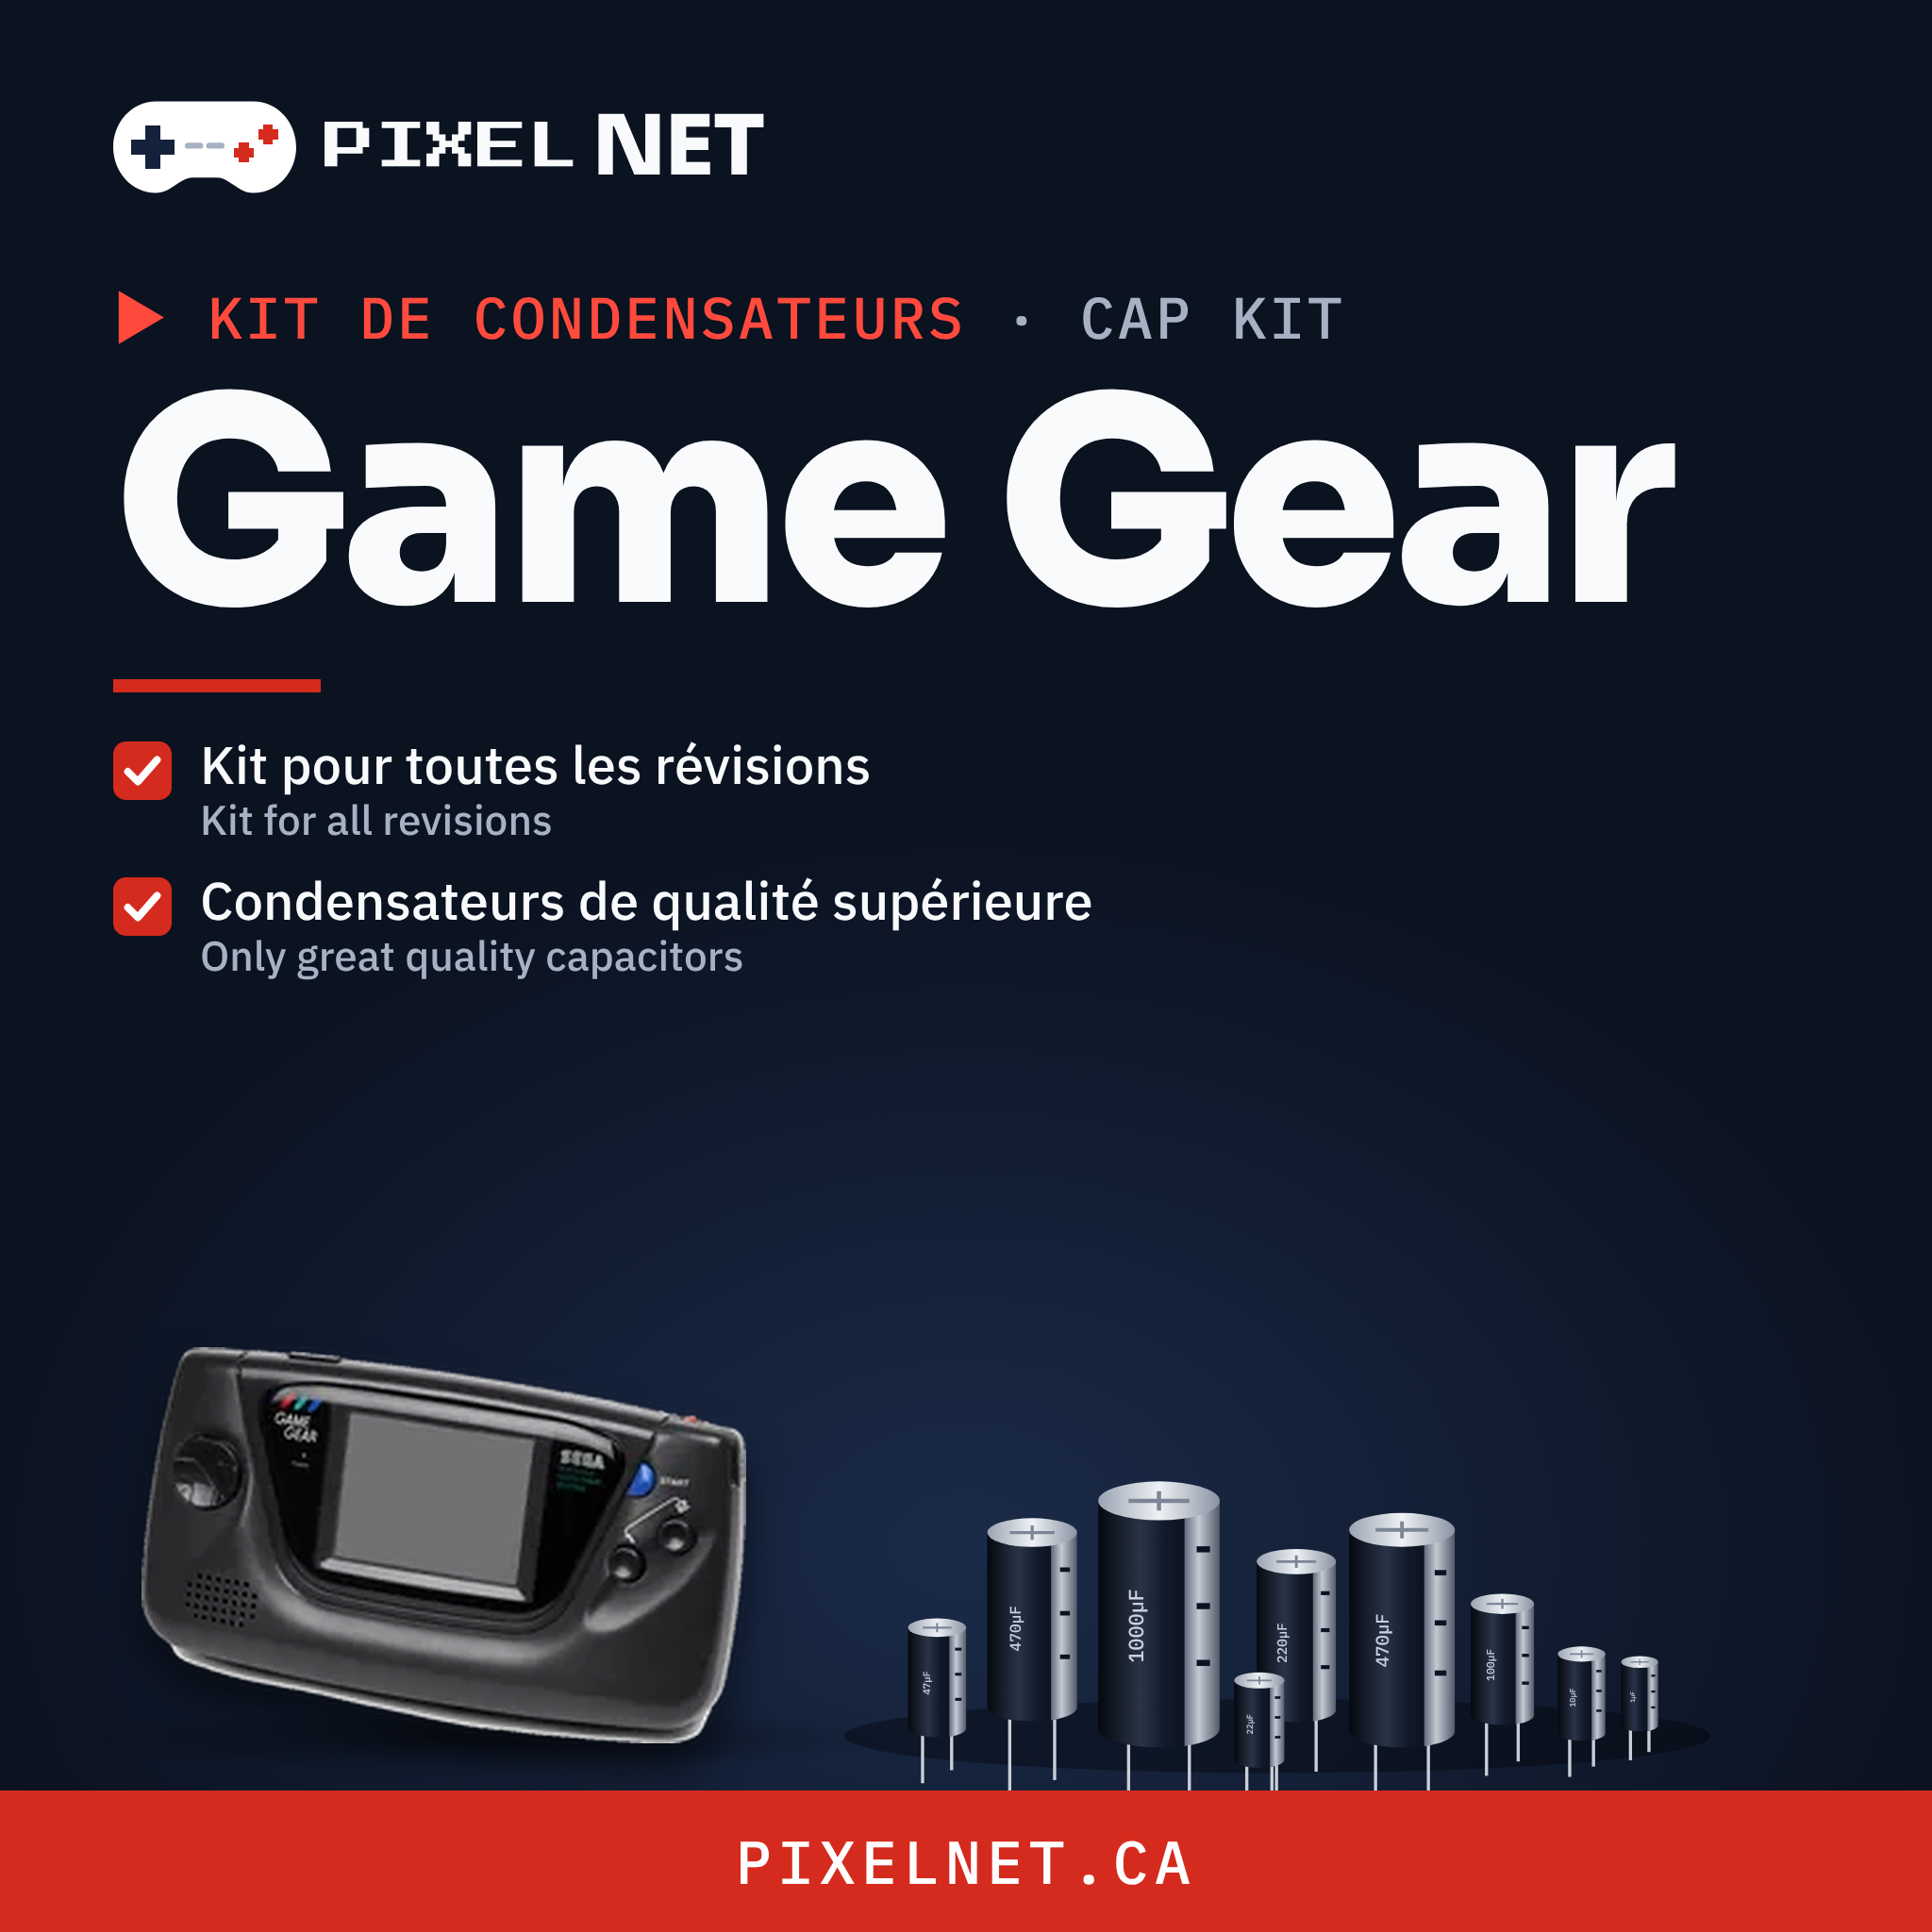 PIXEL NET
KIT DE CONDENSATEURS · CAP KIT
Game Gear
Kit pour toutes les révisions
Kit for all revisions
Condensateurs de qualité supérieure
Only great quality capacitors
GAME
GEAR
SEGA
START
47µF
470µF
1000µF
220µF
22µF
470µF
100µF
10µF
1µF
PIXELNET.CA